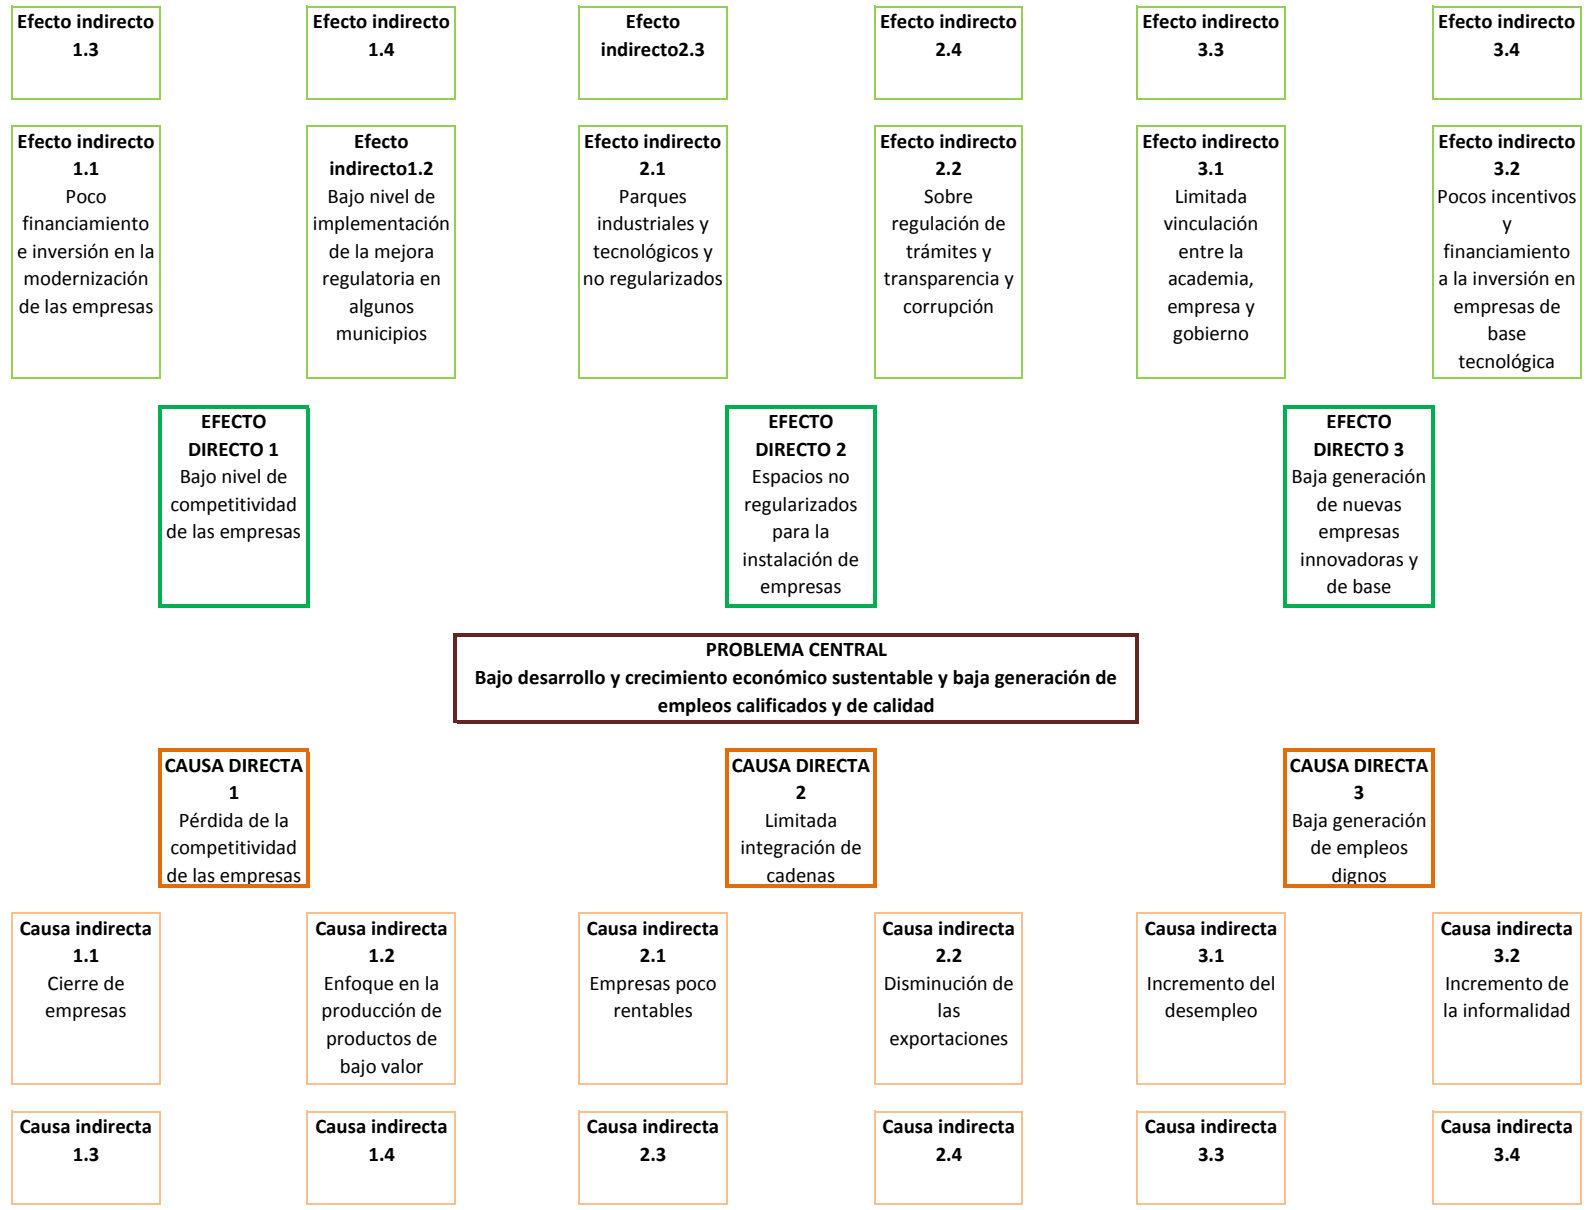 Efecto indirecto
1.3
Efecto indirecto
1.4
Efecto
indirecto2.3
Efecto indirecto
2.4
Efecto indirecto
3.3
Efecto indirecto
3.4
Efecto indirecto
1.1
Poco
financiamiento
e inversión en la
modernización
de las empresas
Efecto
indirecto1.2
Bajo nivel de
implementación
de la mejora
regulatoria en
algunos
municipios
Efecto indirecto
2.1
Parques
industriales y
tecnológicos y
no regularizados
Efecto indirecto
2.2
Sobre
regulación de
trámites y
transparencia y
corrupción
Efecto indirecto
3.1
Limitada
vinculación
entre la
academia,
empresa y
gobierno
Efecto indirecto
3.2
Pocos incentivos
y
financiamiento
a la inversión en
empresas de
base
tecnológica
EFECTO
DIRECTO 1
Bajo nivel de
competitividad
de las empresas
EFECTO
DIRECTO 2
Espacios no
regularizados
para la
instalación de
empresas
EFECTO
DIRECTO 3
Baja generación
de nuevas
empresas
innovadoras y
de base
PROBLEMA CENTRAL
Bajo desarrollo y crecimiento económico sustentable y baja generación de
empleos calificados y de calidad
CAUSA DIRECTA
1
Pérdida de la
competitividad
de las empresas
CAUSA DIRECTA
2
Limitada
integración de
cadenas
CAUSA DIRECTA
3
Baja generación
de empleos
dignos
Causa indirecta
1.1
Cierre de
empresas
Causa indirecta
1.2
Enfoque en la
producción de
productos de
bajo valor
Causa indirecta
2.1
Empresas poco
rentables
Causa indirecta
2.2
Disminución de
las
exportaciones
Causa indirecta
3.1
Incremento del
desempleo
Causa indirecta
3.2
Incremento de
la informalidad
Causa indirecta
1.3
Causa indirecta
1.4
Causa indirecta
2.3
Causa indirecta
2.4
Causa indirecta
3.3
Causa indirecta
3.4